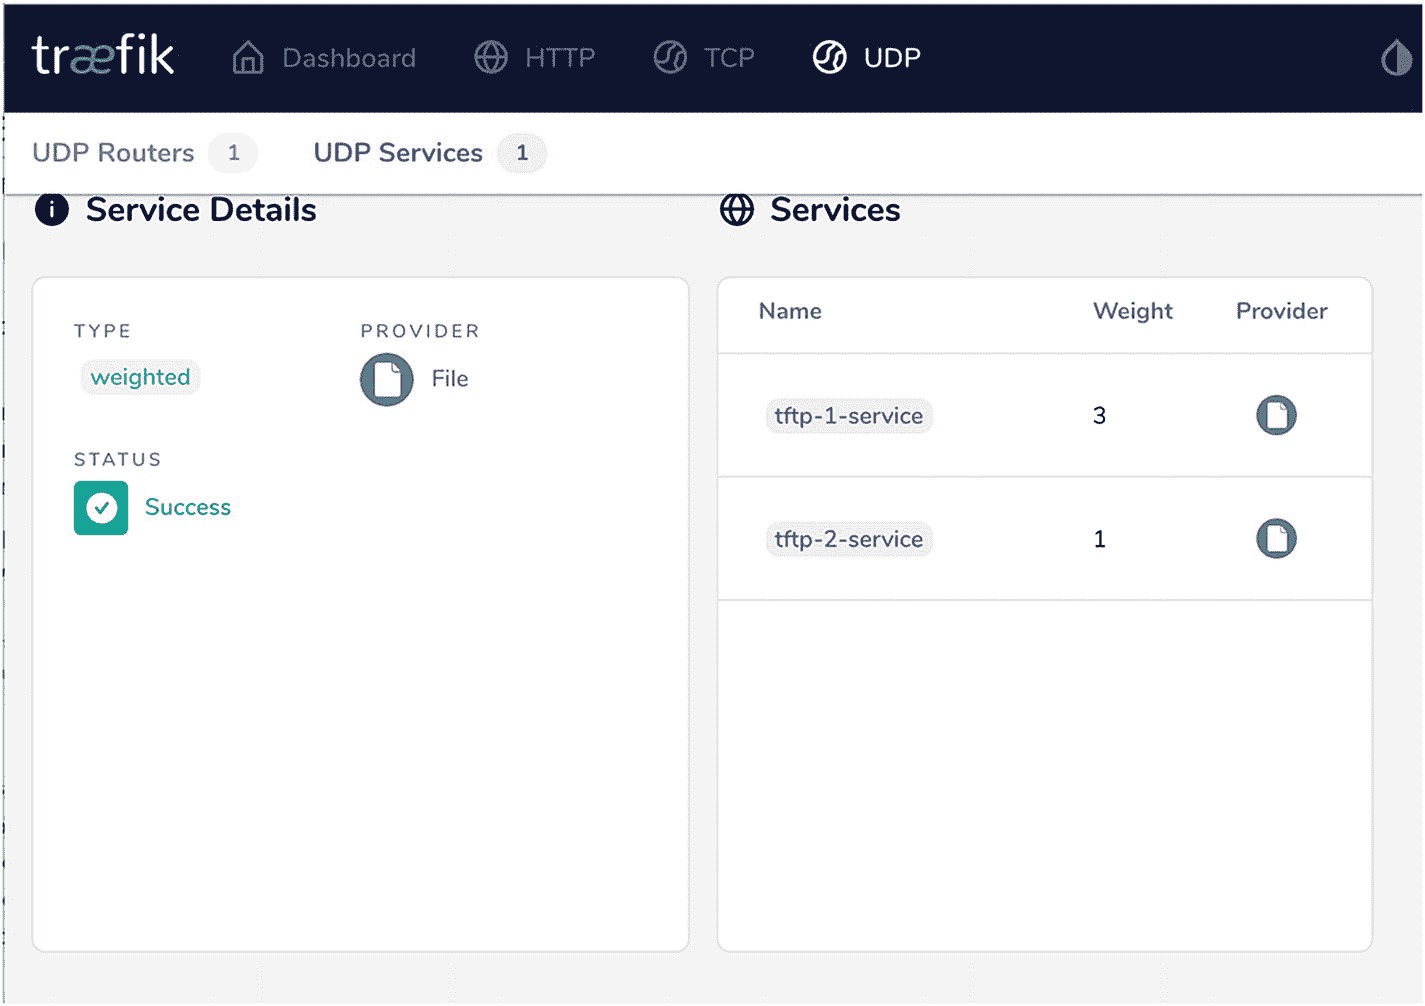 træfik Dashboard HTTP TCP UDP
UDP Routers 1 UDP Services 1
Service Details
TYPE PROVIDER
weighted File
STATUS
Success
Services
Name Weight Provider
tftp-1-service 3
tftp-2-service 1